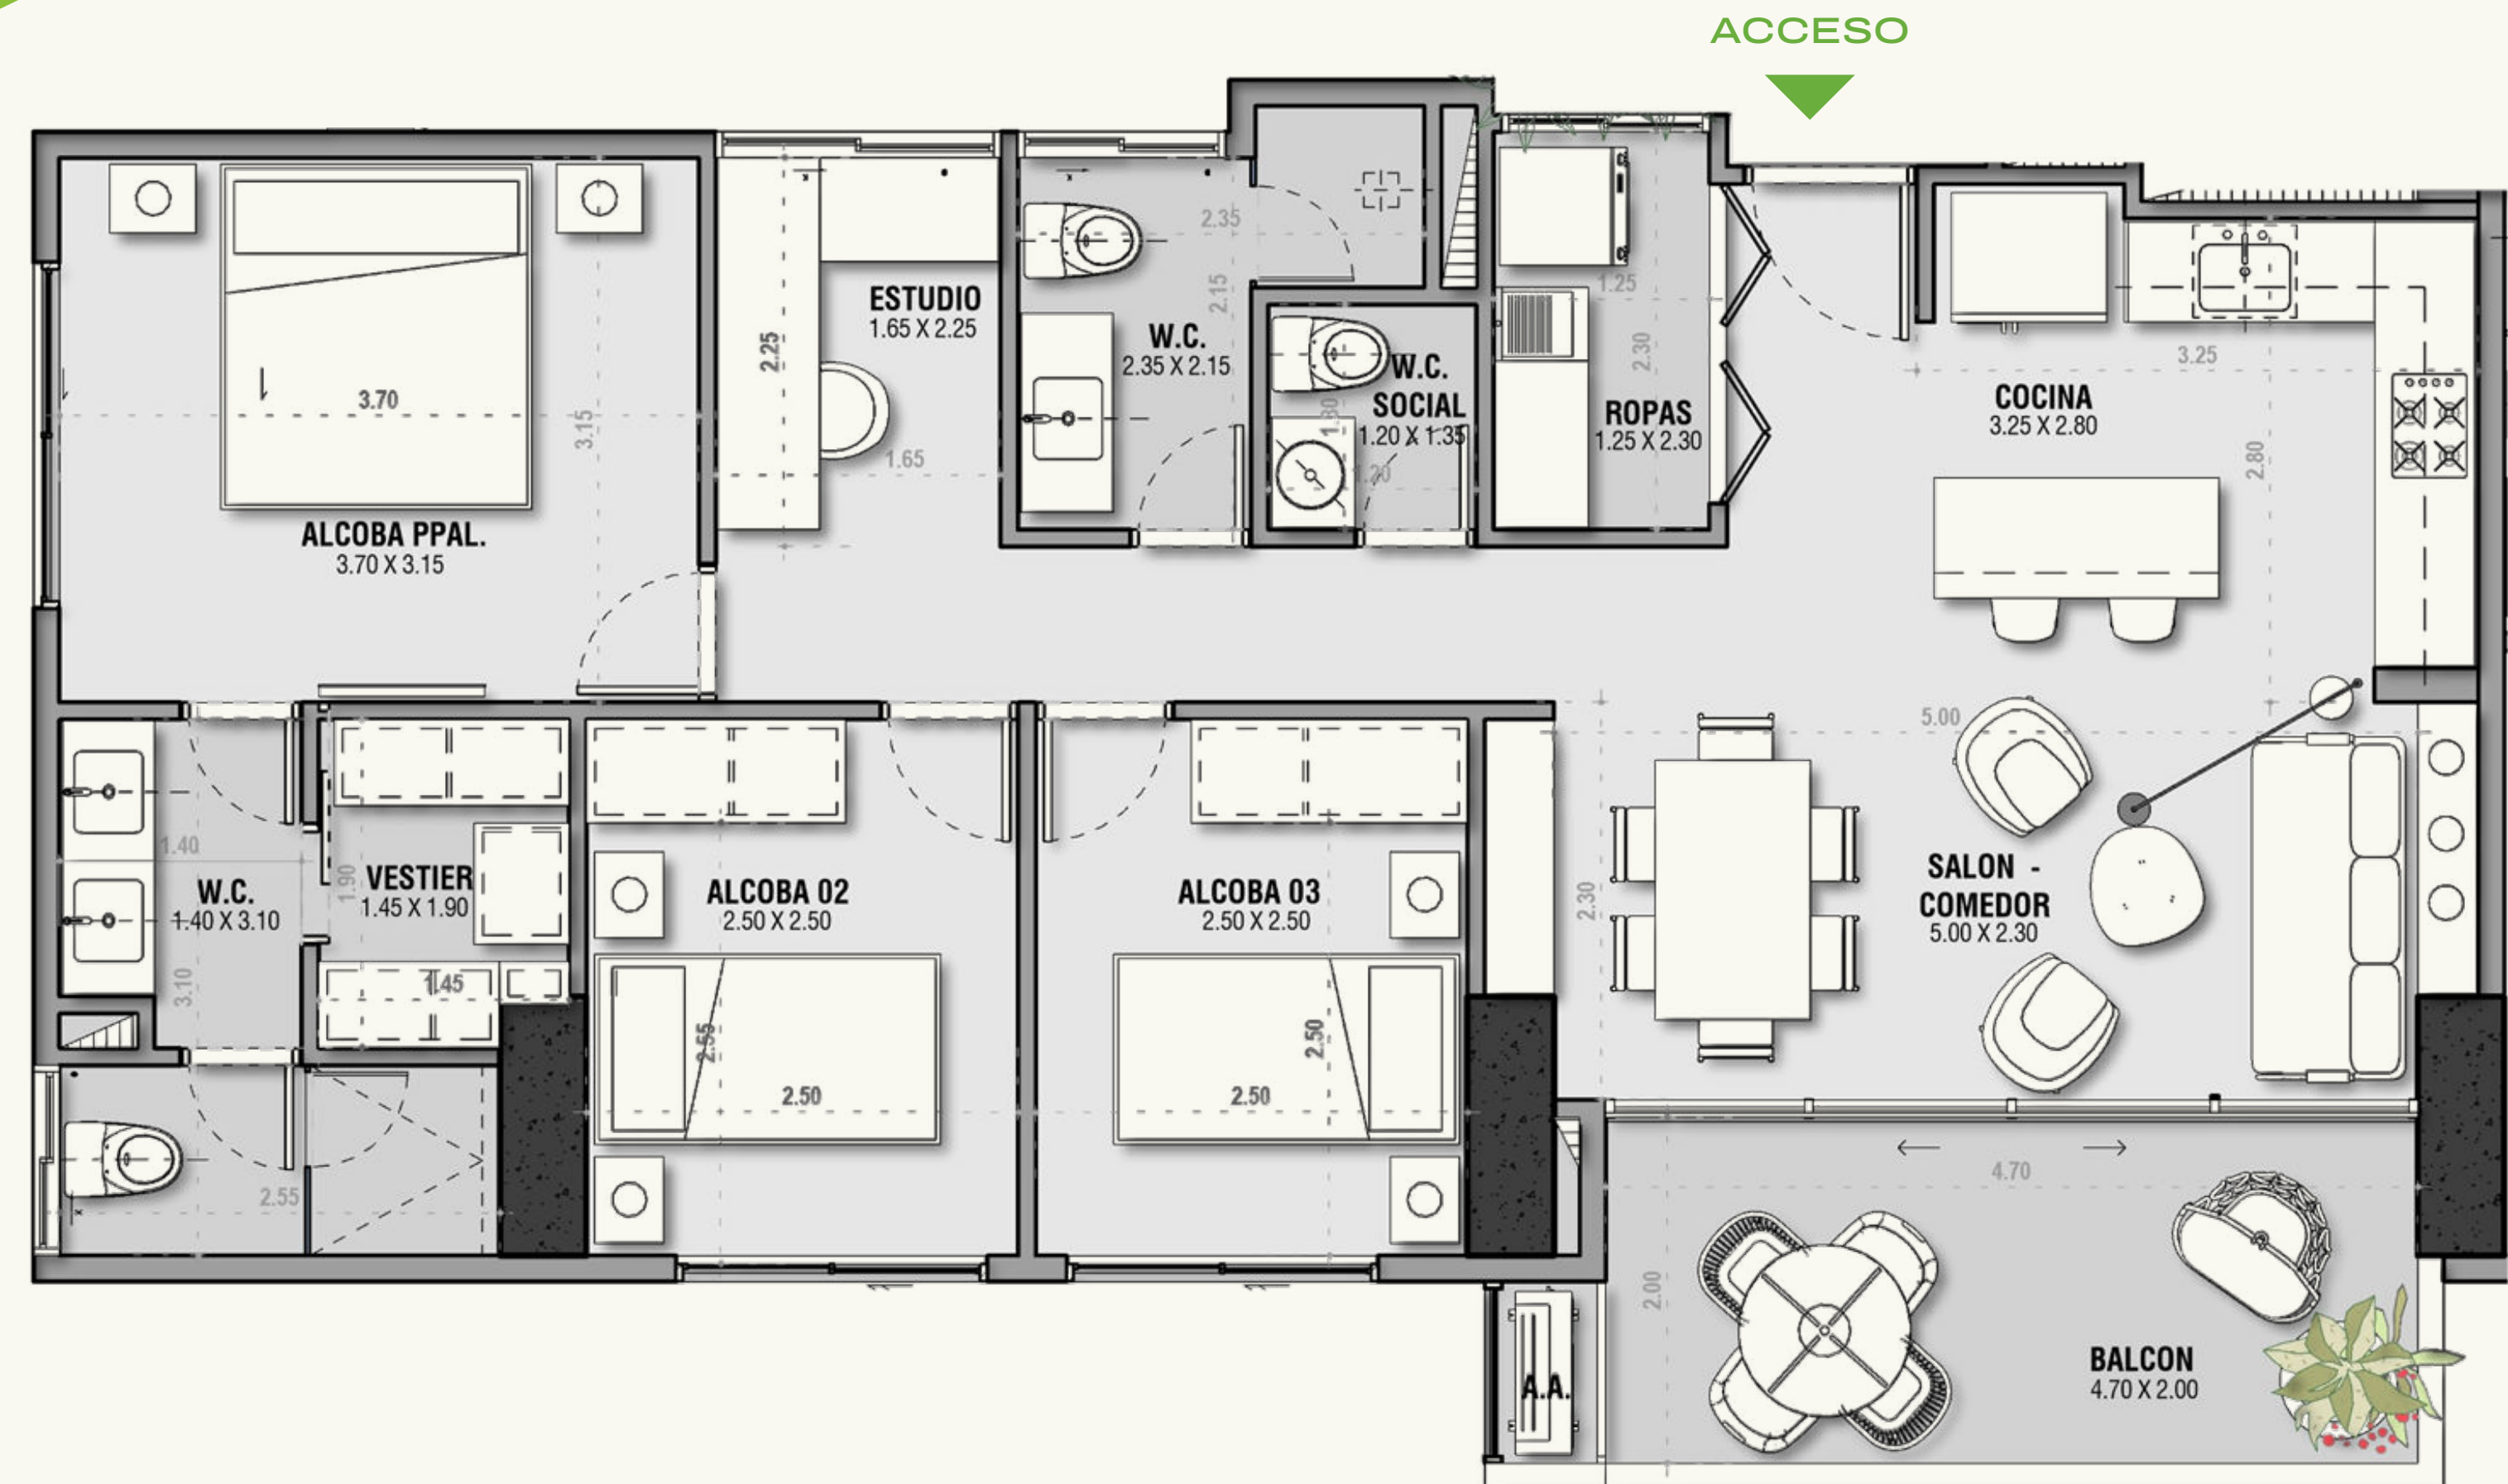 ACCESO
2.35
2.15
ESTUDIO
1.65 X 2.25
2.25
1.65
W.C.
2.35 X 2.15
W.C.
SOCIAL
1.20 X 1.35
1.20
1.25
2.30
ROPAS
1.25 X 2.30
3.25
COCINA
3.25 X 2.80
2.80
3.70
3.15
ALCOBA PPAL.
3.70 X 3.15
1.40
W.C.
1.40 X 3.10
3.10
1.90
VESTIER
1.45 X 1.90
1.45
2.55
ALCOBA 02
2.50 X 2.50
2.55
2.50
ALCOBA 03
2.50 X 2.50
2.50
2.50
5.00
2.30
SALON -
COMEDOR
5.00 X 2.30
4.70
2.00
BALCON
4.70 X 2.00
A.A.